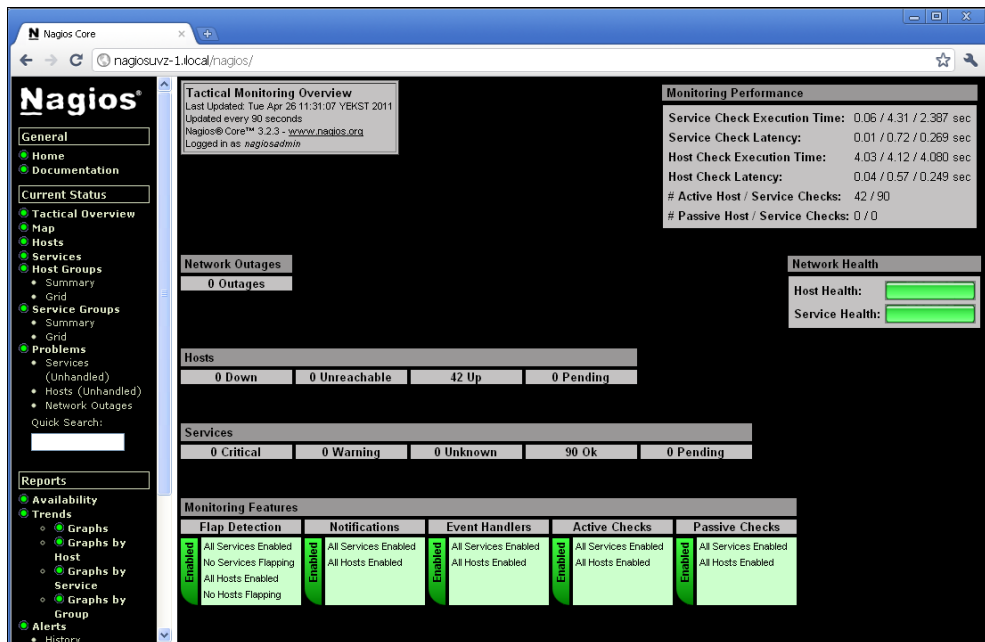 Nagios Core
nagiosuvz-1.ilocal/nagios/
Nagios®
General
Home
Documentation
Current Status
Tactical Overview
Map
Hosts
Services
Host Groups
Summary
Grid
Service Groups
Summary
Grid
Problems
Services
(Unhandled)
Hosts (Unhandled)
Network Outages
Quick Search:
Reports
Availability
Trends
Graphs
Graphs by
Host
Graphs by
Service
Graphs by
Group
Alerts
History
Tactical Monitoring Overview
Last Updated: Tue Apr 26 11:31:07 YEKST 2011
Updated every 90 seconds
Nagios® Core™ 3.2.3 - www.nagios.org
Logged in as nagiosadmin
Monitoring Performance
Service Check Execution Time: 0.06 / 4.31 / 2.387 sec
Service Check Latency: 0.01 / 0.72 / 0.269 sec
Host Check Execution Time: 4.03 / 4.12 / 4.080 sec
Host Check Latency: 0.04 / 0.57 / 0.249 sec
# Active Host / Service Checks: 42 / 90
# Passive Host / Service Checks: 0 / 0
Network Outages
0 Outages
Network Health
Host Health:
Service Health:
Hosts
0 Down 0 Unreachable 42 Up 0 Pending
Services
0 Critical 0 Warning 0 Unknown 90 Ok 0 Pending
Monitoring Features
Flap Detection Notifications Event Handlers Active Checks Passive Checks
Enabled
All Services Enabled
No Services Flapping
All Hosts Enabled
No Hosts Flapping
Enabled
All Services Enabled
All Hosts Enabled
Enabled
All Services Enabled
All Hosts Enabled
Enabled
All Services Enabled
All Hosts Enabled
Enabled
All Services Enabled
All Hosts Enabled